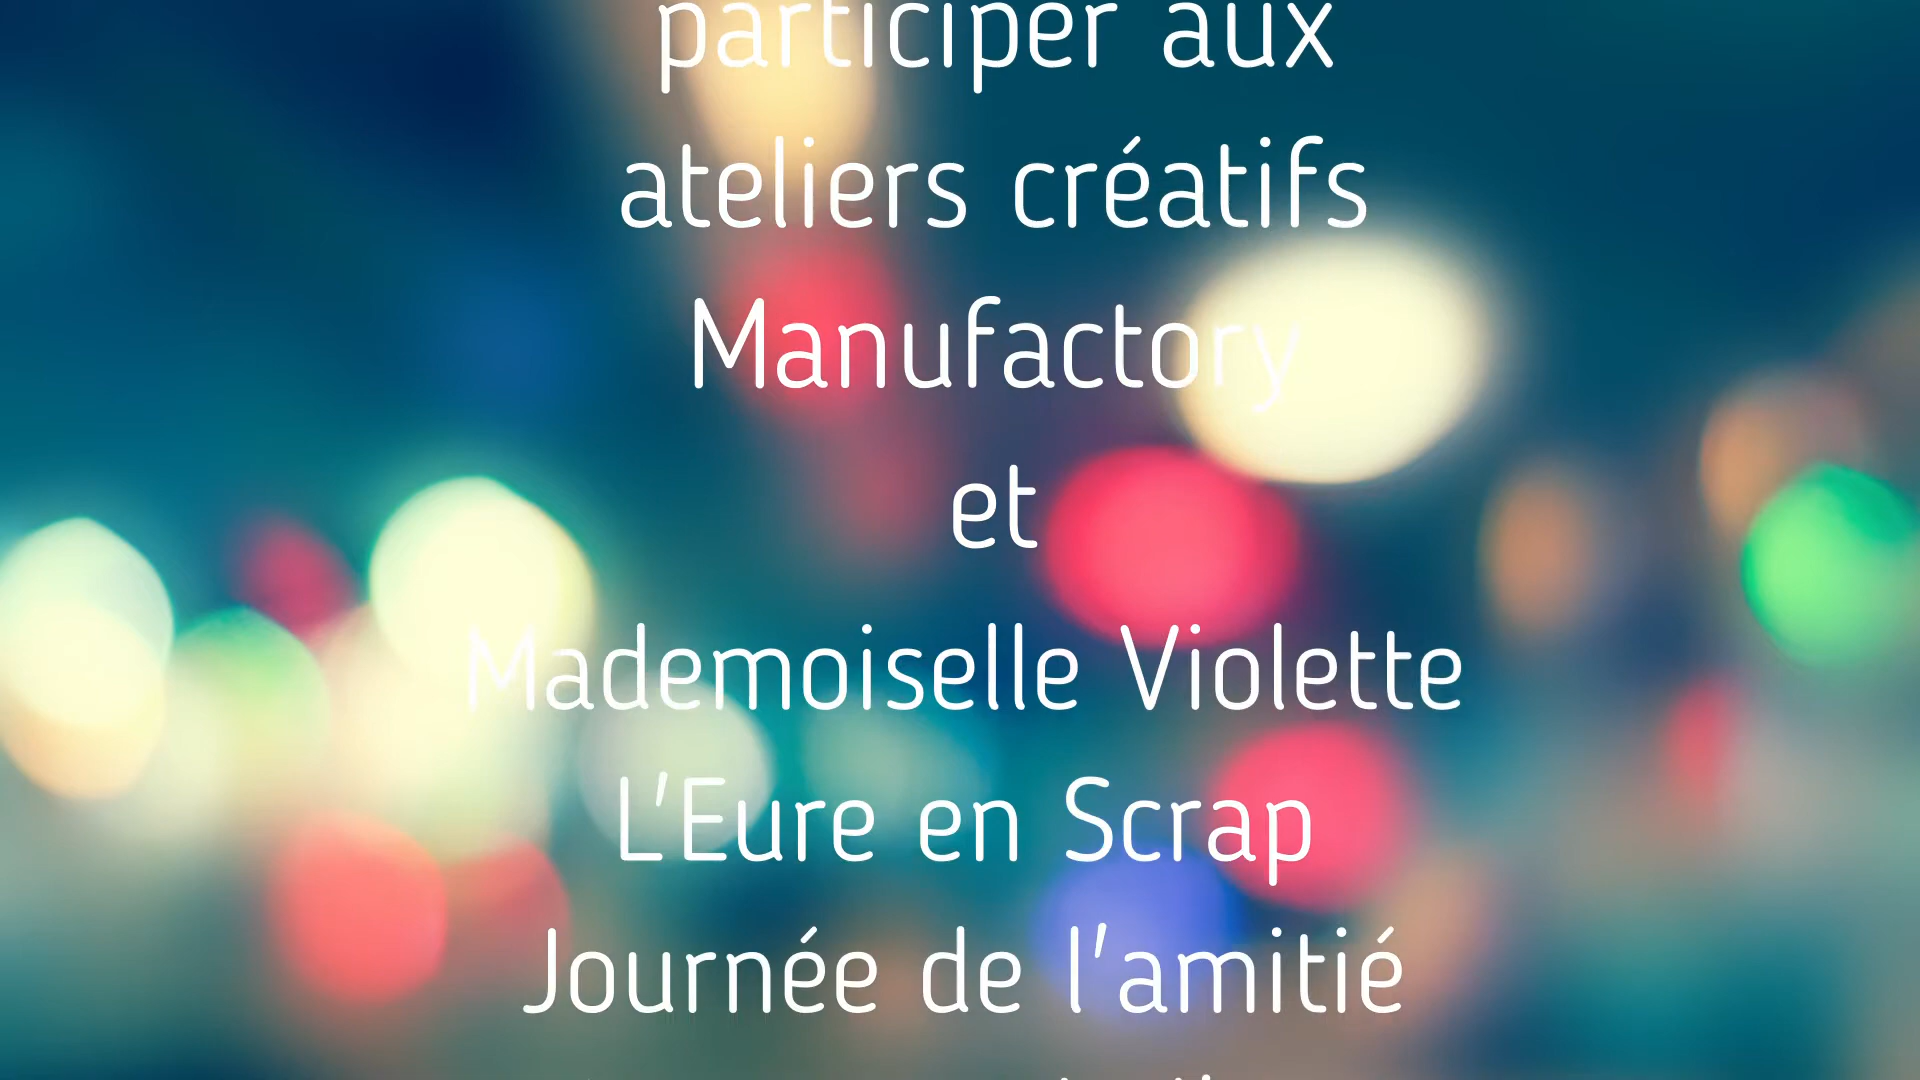 participer aux
ateliers créatifs
Manufactory
et
Mademoiselle Violette
L'Eure en Scrap
Journée de l'amitié